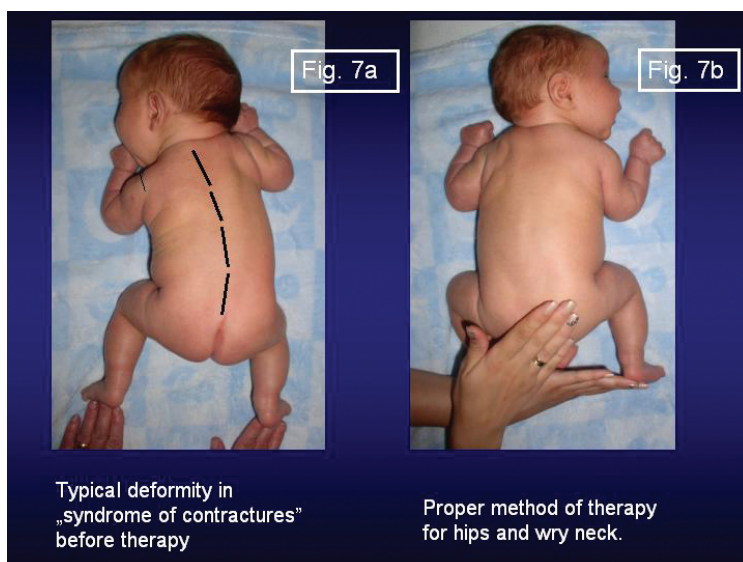 Fig. 7a
Fig. 7b
Typical deformity in
„syndrome of contractures”
before therapy
Proper method of therapy
for hips and wry neck.